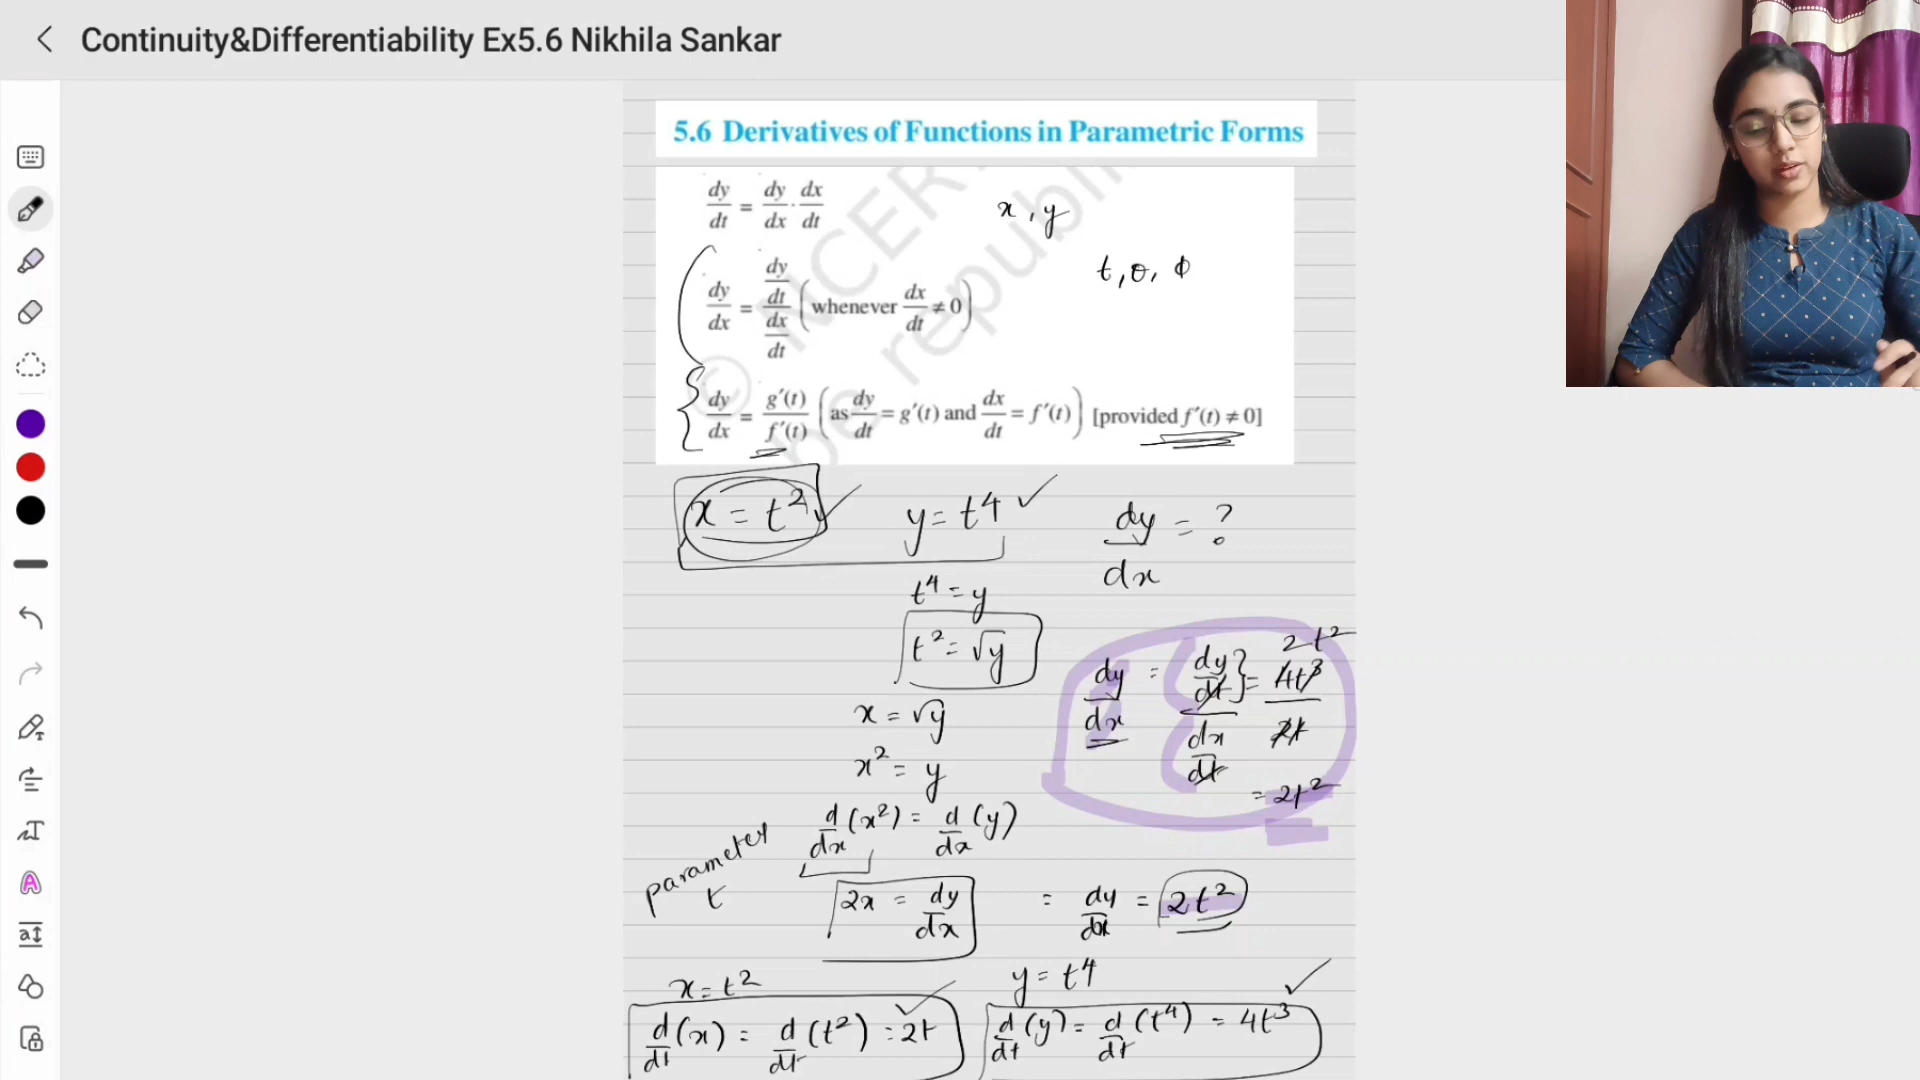 Continuity&Differentiability Ex5.6 Nikhila Sankar
5.6 Derivatives of Functions in Parametric Forms
dy/dt = dy/dx · dx/dt
x, y
t, θ, ϕ
dy/dx = (dy/dt)/(dx/dt) (whenever dx/dt ≠ 0)
dy/dx = g′(t)/f′(t) (as dy/dt = g′(t) and dx/dt = f′(t)) [provided f′(t) ≠ 0]
© NCERT
be republi
x = t² y = t⁴ dy/dx = ?
t⁴ = y
t² = √y
x = √y
x² = y
d/dx (x²) = d/dx (y)
2x = dy/dx = dy/dx = 2t²
dy/dx = (dy/dt)/(dx/dt) = 4t³/2t 2t²
= 2t²
parameter
t
x = t²
d/dt (x) = d/dt (t²) = 2t
y = t⁴
d/dt (y) = d/dt (t⁴) = 4t³